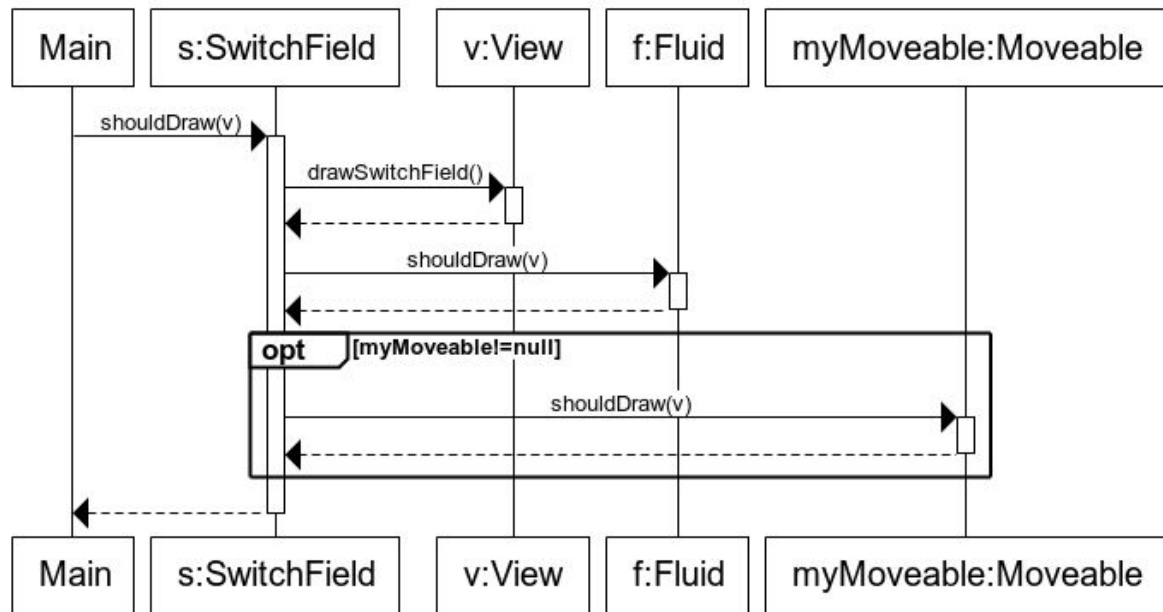 Main
s:SwitchField
v:View
f:Fluid
myMoveable:Moveable
shouldDraw(v)
drawSwitchField()
shouldDraw(v)
opt
[myMoveable!=null]
shouldDraw(v)
Main
s:SwitchField
v:View
f:Fluid
myMoveable:Moveable